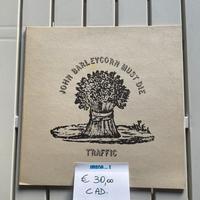 JOHN BARLEYCORN MUST DIE
TRAFFIC
€ 30,00
CAD.